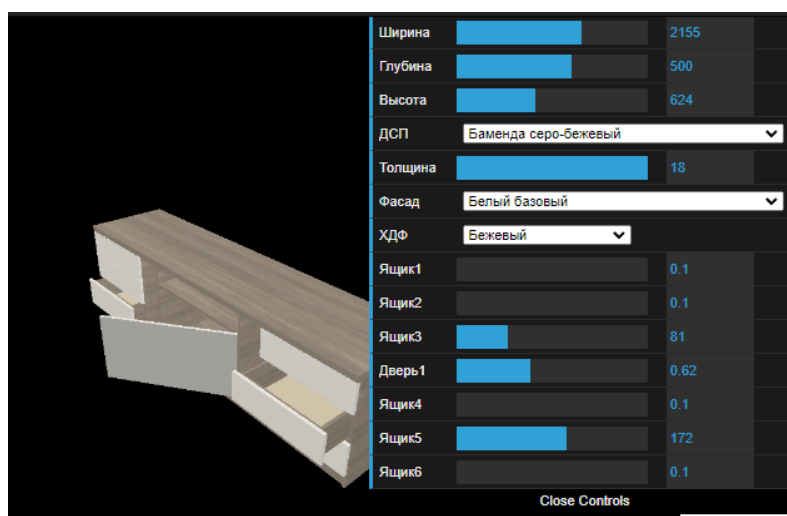 Ширина 2155
Глубина 500
Высота 624
ДСП Баменда серо-бежевый
Толщина 18
Фасад Белый базовый
ХДФ Бежевый
Ящик1 0.1
Ящик2 0.1
Ящик3 81
Дверь1 0.62
Ящик4 0.1
Ящик5 172
Ящик6 0.1
Close Controls